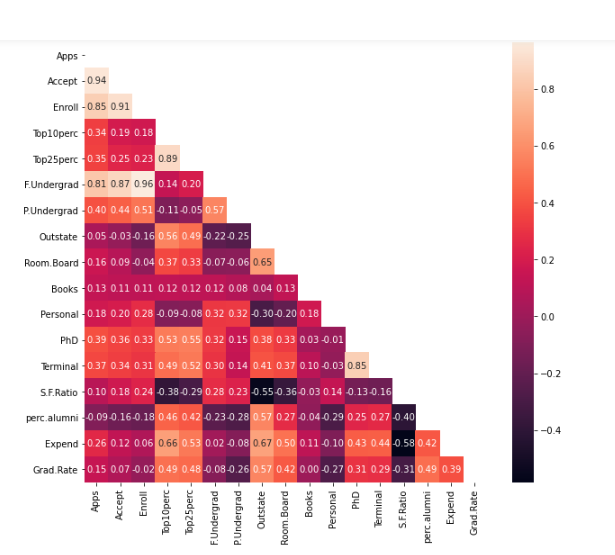 Apps
Accept 0.94
Enroll 0.85 0.91
Top10perc 0.34 0.19 0.18
Top25perc 0.35 0.25 0.23 0.89
F.Undergrad 0.81 0.87 0.96 0.14 0.20
P.Undergrad 0.40 0.44 0.51 -0.11 -0.05 0.57
Outstate 0.05 -0.03 -0.16 0.56 0.49 -0.22 -0.25
Room.Board 0.16 0.09 -0.04 0.37 0.33 -0.07 -0.06 0.65
Books 0.13 0.11 0.11 0.12 0.12 0.12 0.08 0.04 0.13
Personal 0.18 0.20 0.28 -0.09 -0.08 0.32 0.32 -0.30 -0.20 0.18
PhD 0.39 0.36 0.33 0.53 0.55 0.32 0.15 0.38 0.33 0.03 -0.01
Terminal 0.37 0.34 0.31 0.49 0.52 0.30 0.14 0.41 0.37 0.10 -0.03 0.85
S.F.Ratio 0.10 0.18 0.24 -0.38 -0.29 0.28 0.23 -0.55 -0.36 -0.03 0.14 -0.13 -0.16
perc.alumni -0.09 -0.16 -0.18 0.46 0.42 -0.23 -0.28 0.57 0.27 -0.04 -0.29 0.25 0.27 -0.40
Expend 0.26 0.12 0.06 0.66 0.53 0.02 -0.08 0.67 0.50 0.11 -0.10 0.43 0.44 -0.58 0.42
Grad.Rate 0.15 0.07 -0.02 0.49 0.48 -0.08 -0.26 0.57 0.42 0.00 -0.27 0.31 0.29 -0.31 0.49 0.39
Apps Accept Enroll Top10perc Top25perc F.Undergrad P.Undergrad Outstate Room.Board Books Personal PhD Terminal S.F.Ratio perc.alumni Expend Grad.Rate
0.8
0.6
0.4
0.2
0.0
−0.2
−0.4